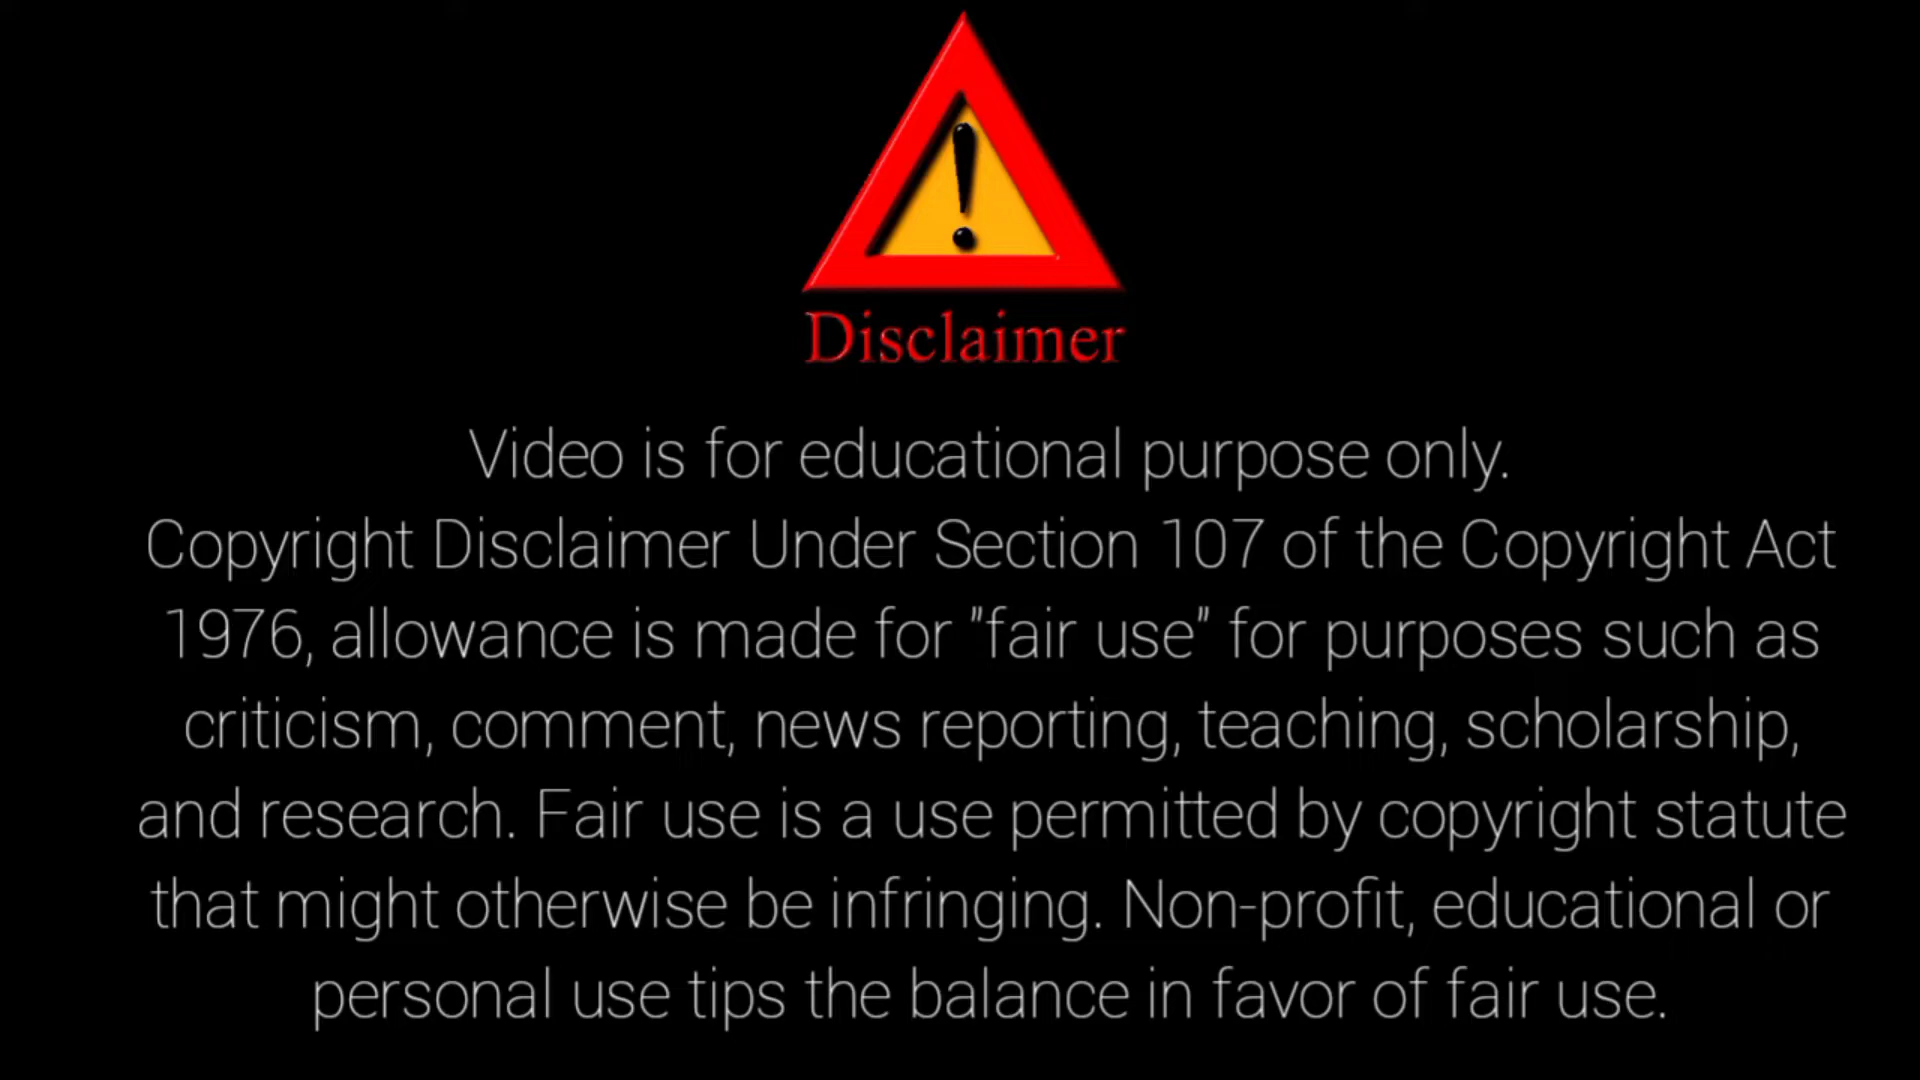 Disclaimer
Video is for educational purpose only.
Copyright Disclaimer Under Section 107 of the Copyright Act
1976, allowance is made for "fair use" for purposes such as
criticism, comment, news reporting, teaching, scholarship,
and research. Fair use is a use permitted by copyright statute
that might otherwise be infringing. Non-profit, educational or
personal use tips the balance in favor of fair use.